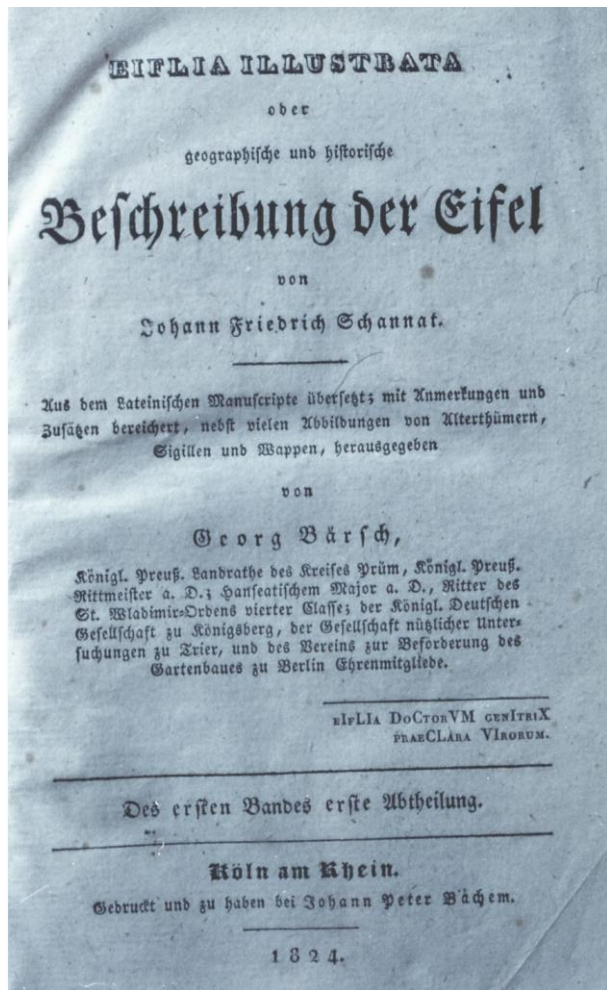 EIFLIA ILLUSTRATA
oder
geographische und historische
Beschreibung der Eifel
von
Johann Friedrich Schannat.
Aus dem Lateinischen Manuscripte übersetzt; mit Anmerkungen und
Zusätzen bereichert, nebst vielen Abbildungen von Alterthümern,
Sigillen und Wappen, herausgegeben
von
Georg Bärsch,
Königl. Preuß. Landrathe des Kreises Prüm, Königl. Preuß.
Rittmeister a. D.; Hanseatischem Major a. D., Ritter des
St. Wladimir-Ordens vierter Classe; der Königl. Deutschen
Gesellschaft zu Königsberg, der Gesellschaft nützlicher Unter-
suchungen zu Trier, und des Vereins zur Beförderung des
Gartenbaues zu Berlin Ehrenmitgliede.
EIFLIA DOCTORVM GENITRIX
PRAECLARA VIRORUM.
Des ersten Bandes erste Abtheilung.
Köln am Rhein.
Gedruckt und zu haben bei Johann Peter Bachem.
1824.